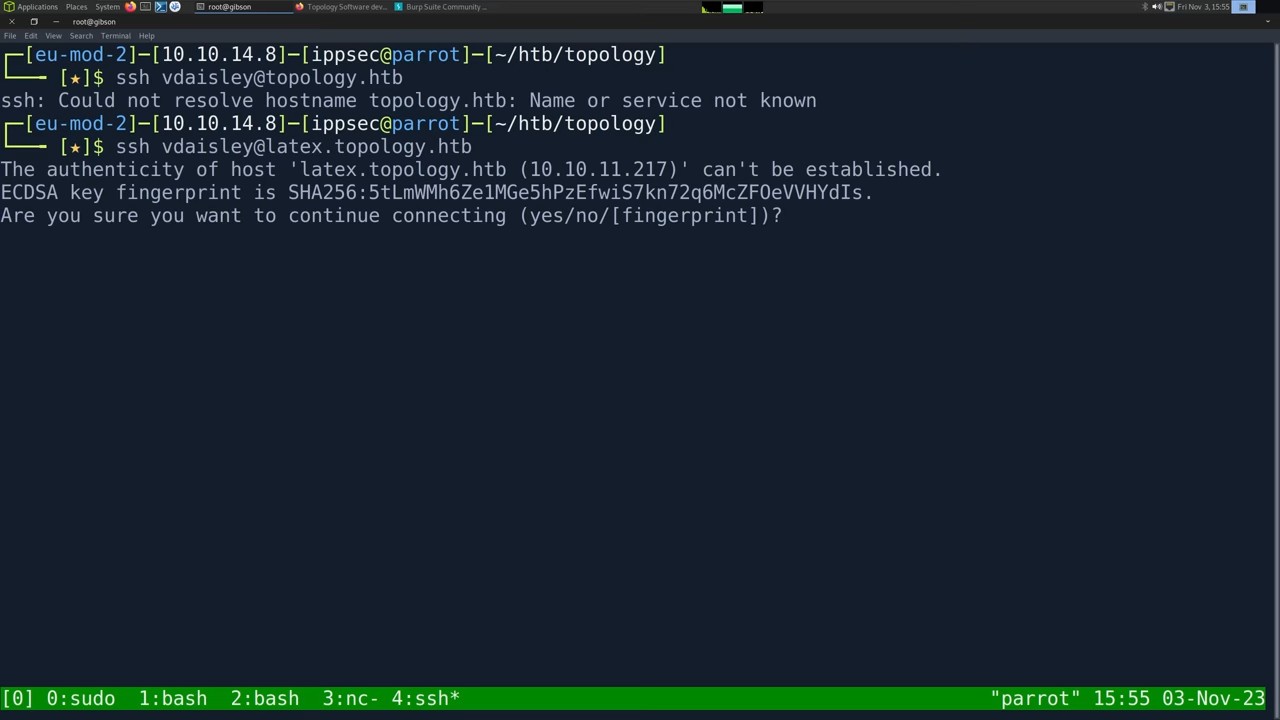 Applications Places System root@gibson Topology Software dev... Burp Suite Community ... Fri Nov 3, 15:55
root@gibson
File Edit View Search Terminal Help
┌─[eu-mod-2]─[10.10.14.8]─[ippsec@parrot]─[~/htb/topology]
└──╼ [★]$ ssh vdaisley@topology.htb
ssh: Could not resolve hostname topology.htb: Name or service not known
┌─[eu-mod-2]─[10.10.14.8]─[ippsec@parrot]─[~/htb/topology]
└──╼ [★]$ ssh vdaisley@latex.topology.htb
The authenticity of host 'latex.topology.htb (10.10.11.217)' can't be established.
ECDSA key fingerprint is SHA256:5tLmWMh6Ze1MGe5hPzEfwiS7kn72q6McZFOeVVHYdIs.
Are you sure you want to continue connecting (yes/no/[fingerprint])?
[0] 0:sudo 1:bash 2:bash 3:nc- 4:ssh* "parrot" 15:55 03-Nov-23